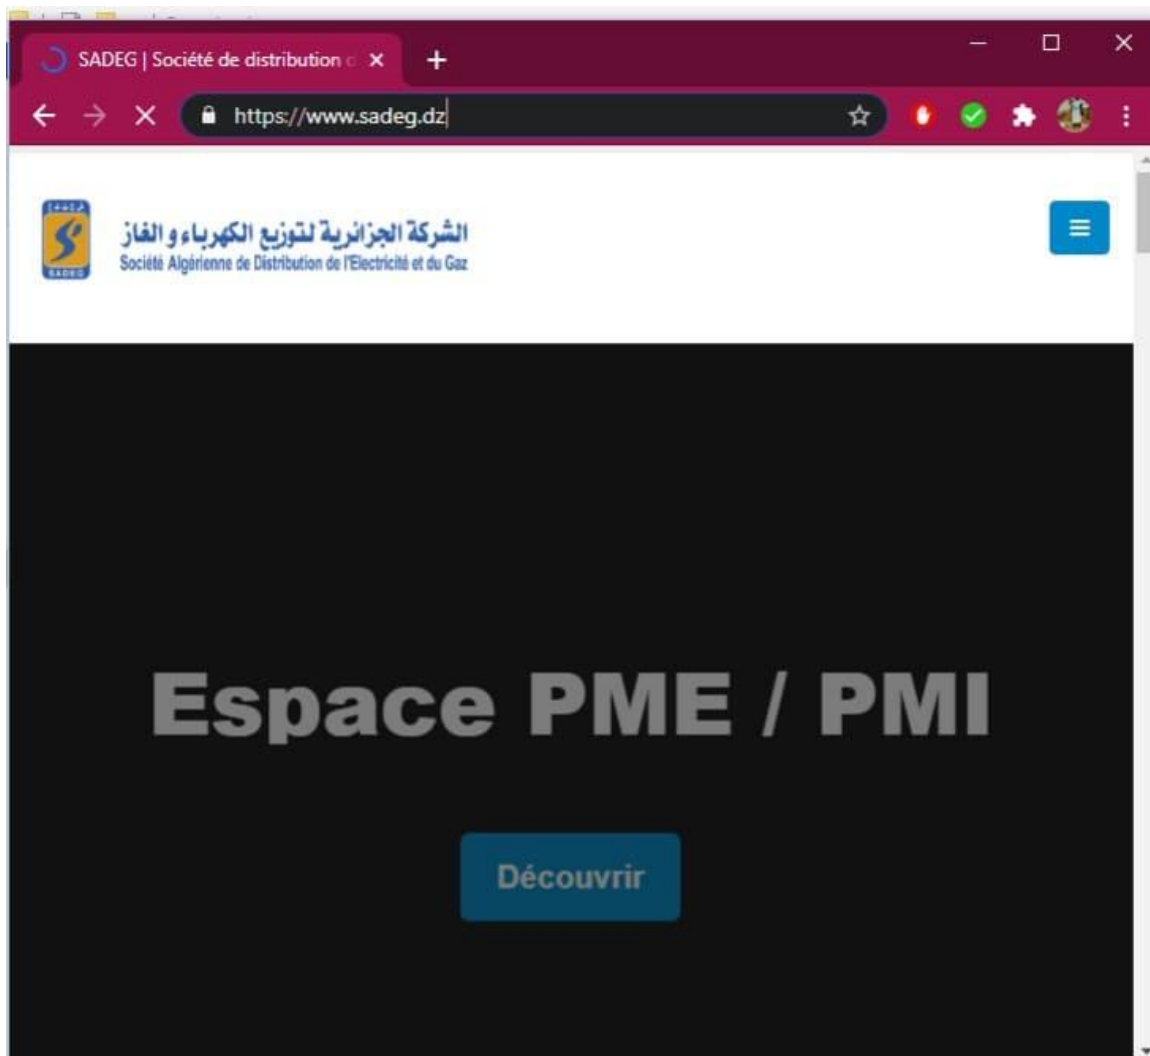 SADEG | Société de distribution d
https://www.sadeg.dz
الشركة الجزائرية لتوزيع الكهرباء و الغاز
Société Algérienne de Distribution de l'Electricité et du Gaz
SADEG
Espace PME / PMI
Découvrir